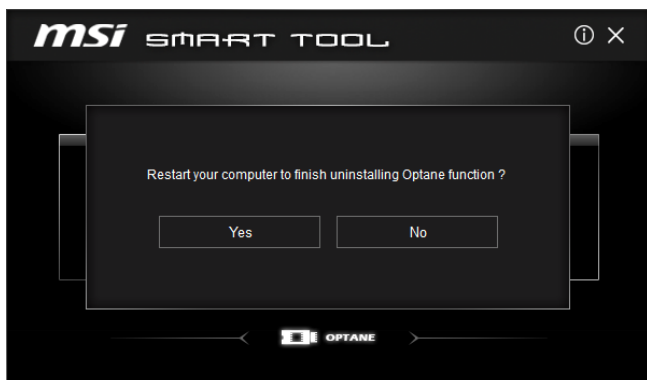 msi SMART TOOL
Restart your computer to finish uninstalling Optane function ?
Yes No
OPTANE